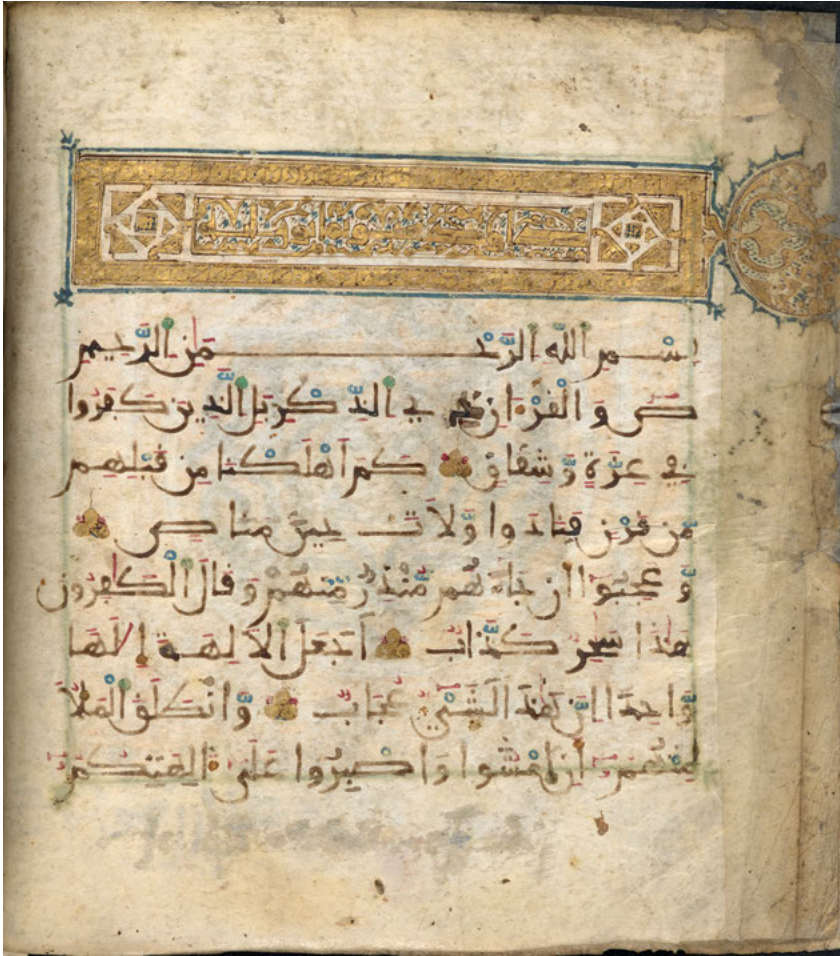 بسم الله الرحمن الرحيم
ص والقرءان ذي الذكر بل الذين كفروا
في عزة وشقاق كم أهلكنا من قبلهم
من قرن فنادوا ولات حين مناص
وعجبوا أن جاءهم منذر منهم وقال الكفرون
هذا سحر كذاب أجعل الالهة إلها
واحدا إن هذا لشيء عجاب وانطلق الملأ
منهم أن امشوا واصبروا على ءالهتكم